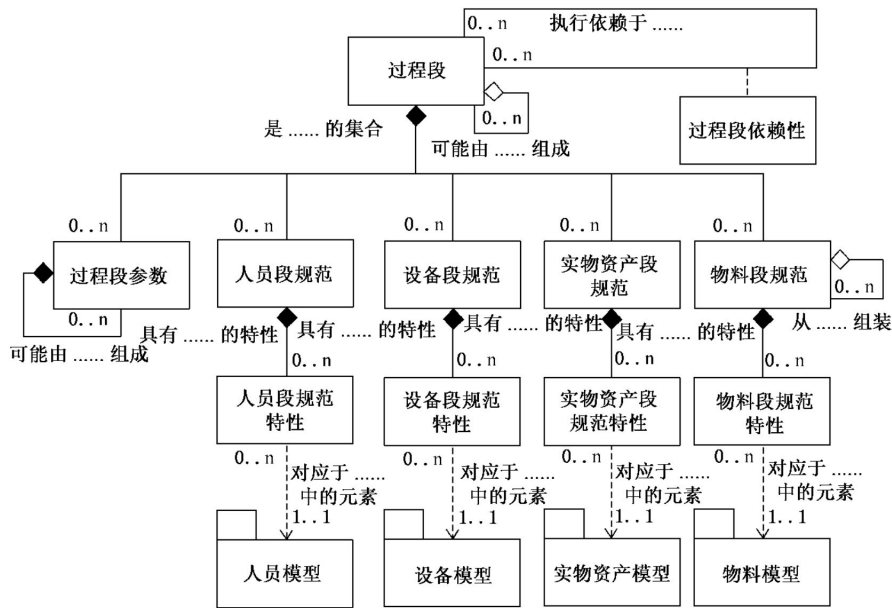 0..n
执行依赖于 ……
0..n
过程段
0..n
是 …… 的集合
可能由 …… 组成
过程段依赖性
0..n
0..n
0..n
0..n
0..n
过程段参数
人员段规范
设备段规范
实物资产段
规范
物料段规范
0..n
0..n
可能由 …… 组成
具有 …… 的特性
具有 …… 的特性
具有 …… 的特性
具有 …… 的特性
从 …… 组装
0..n
0..n
0..n
0..n
人员段规范
特性
设备段规范
特性
实物资产段
规范特性
物料段规范
特性
0..n
0..n
0..n
0..n
对应于 ……
中的元素
对应于 ……
中的元素
对应于 ……
中的元素
对应于 ……
中的元素
1..1
1..1
1..1
1..1
人员模型
设备模型
实物资产模型
物料模型